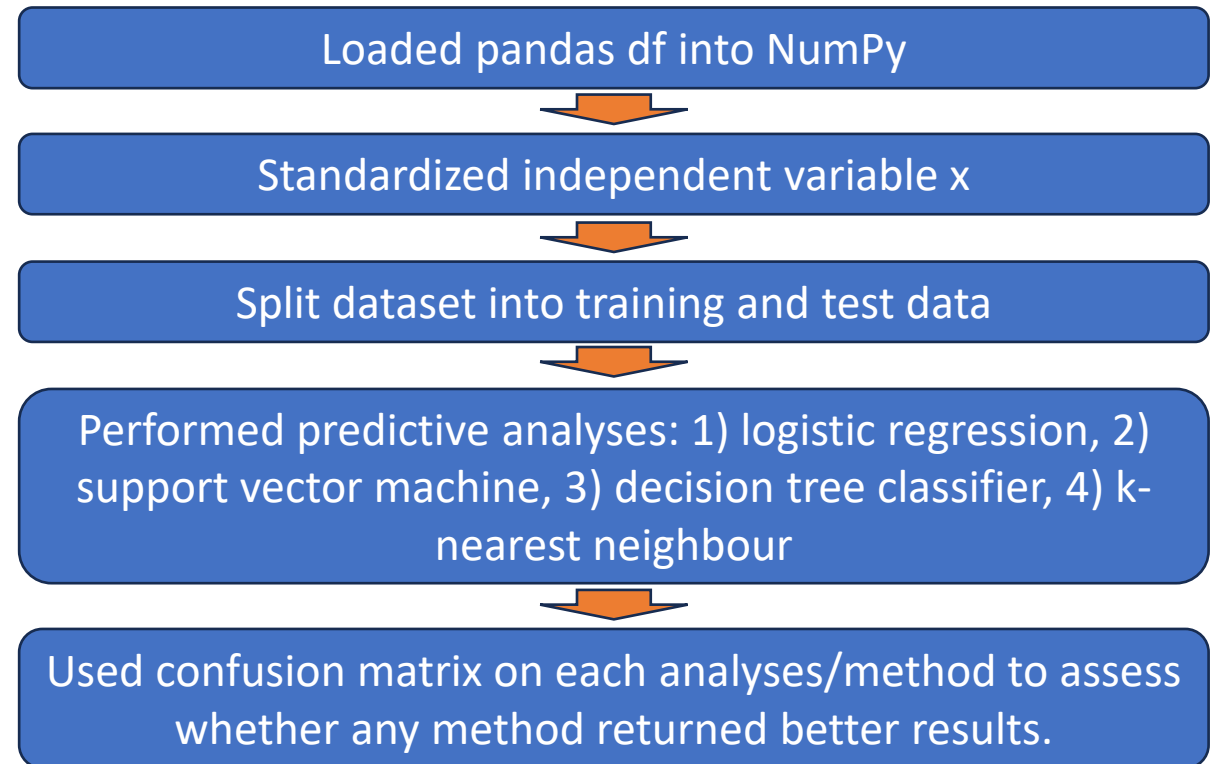 Loaded pandas df into NumPy
Standardized independent variable x
Split dataset into training and test data
Performed predictive analyses: 1) logistic regression, 2)
support vector machine, 3) decision tree classifier, 4) k-
nearest neighbour
Used confusion matrix on each analyses/method to assess
whether any method returned better results.